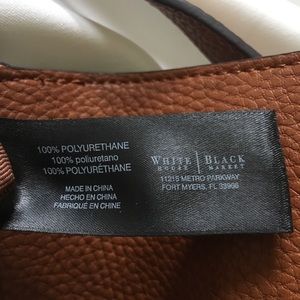 100% POLYURETHANE
100% poliuretano
100% POLYURÉTHANE
MADE IN CHINA
HECHO EN CHINA
FABRIQUÉ EN CHINE
WHITE | BLACK
HOUSE | MARKET
11215 METRO PARKWAY
FORT MYERS, FL 33966